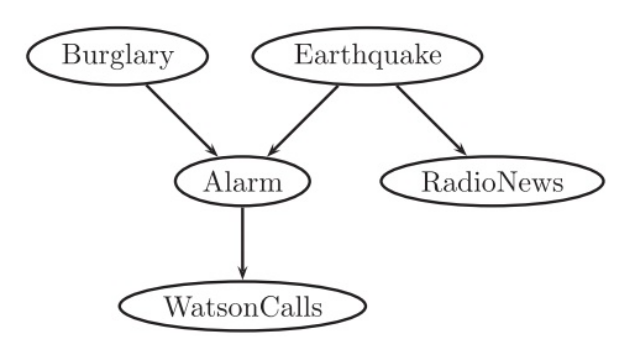 Burglary
Earthquake
Alarm
RadioNews
WatsonCalls